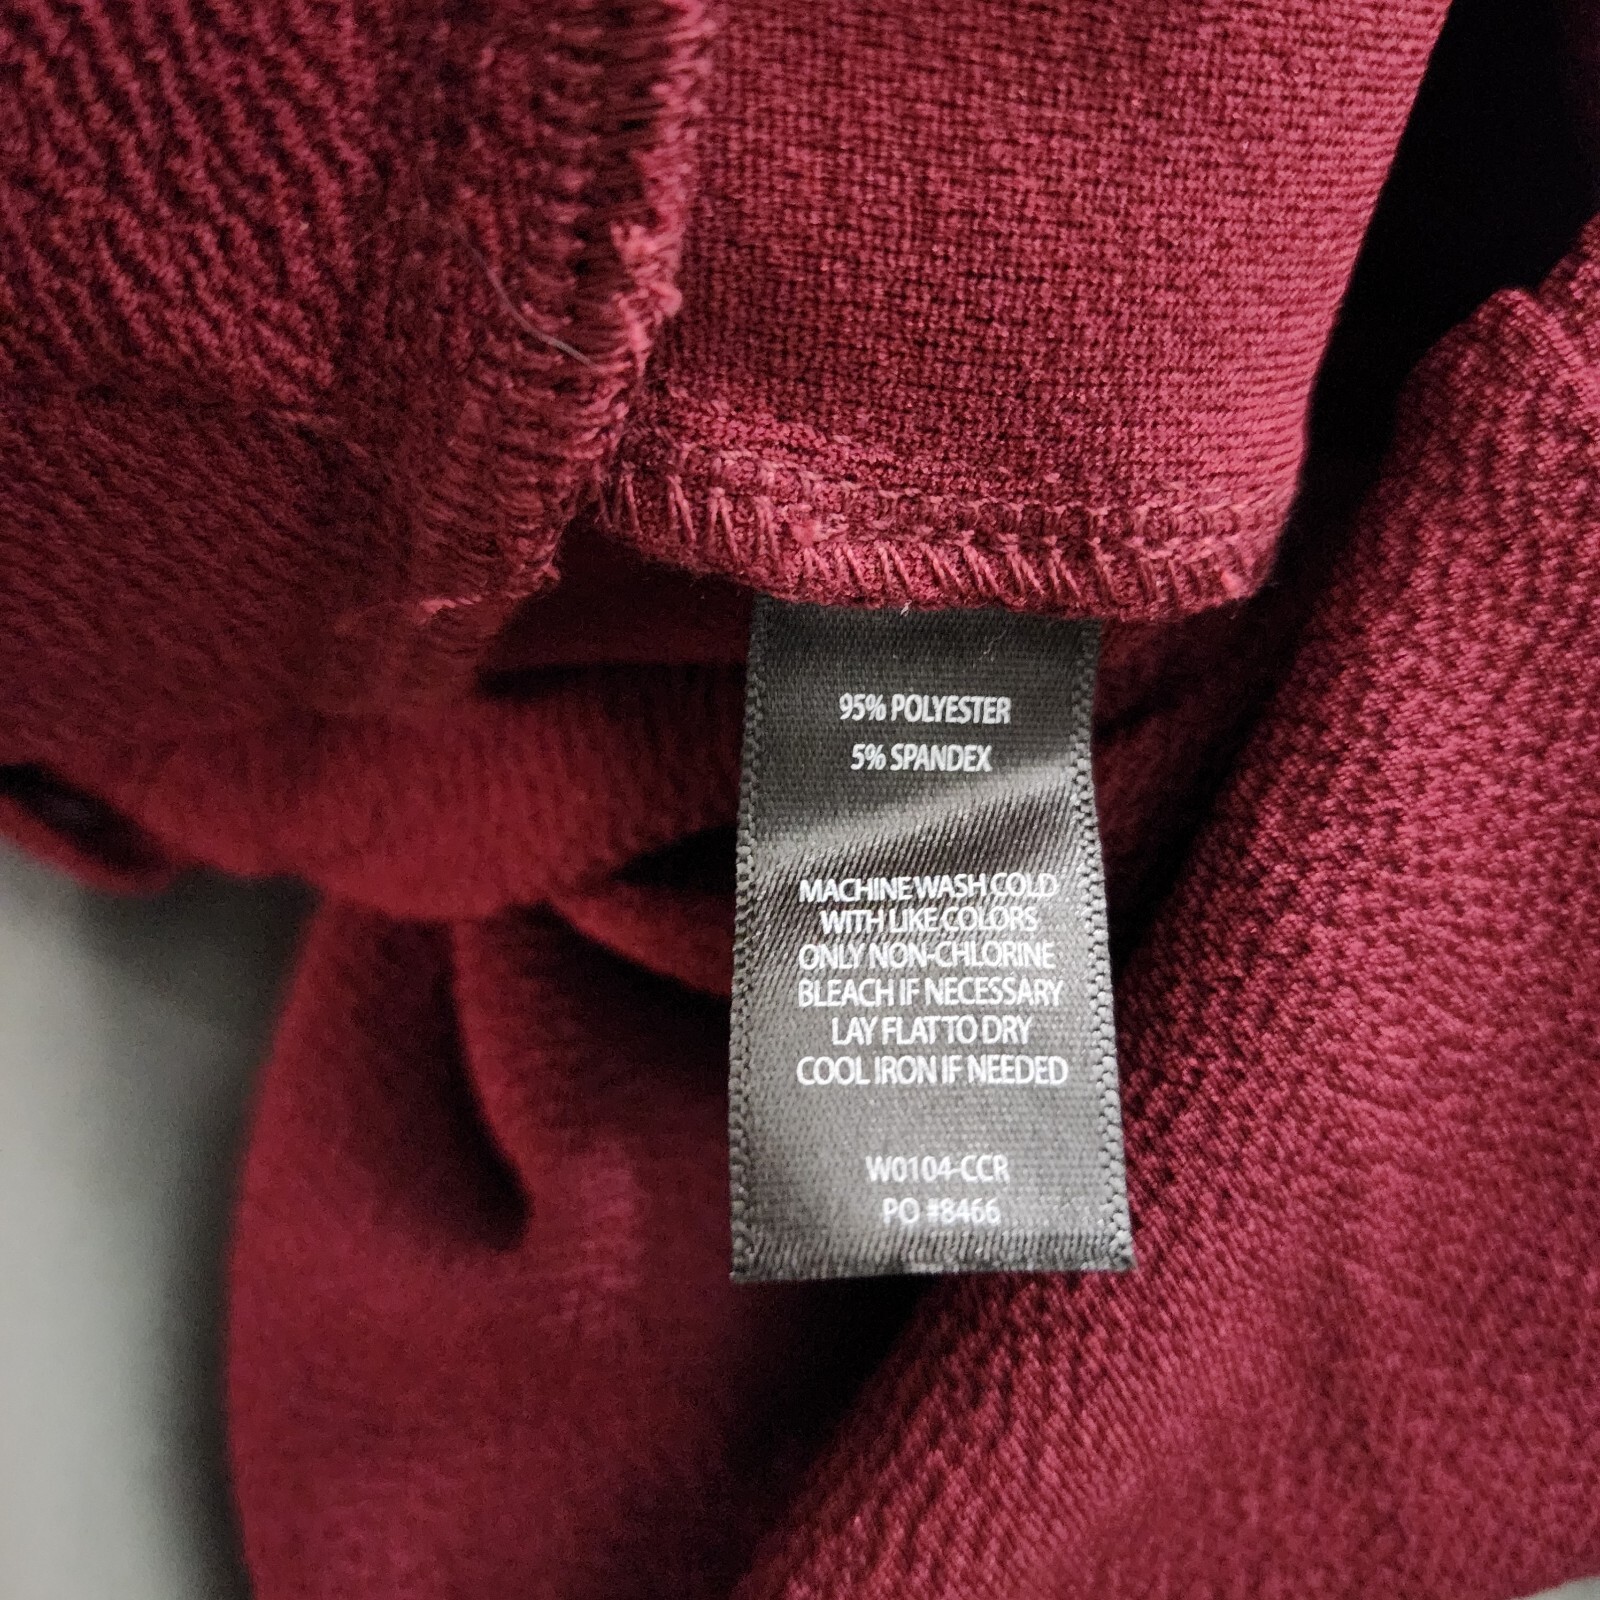 95% POLYESTER
5% SPANDEX
MACHINE WASH COLD
WITH LIKE COLORS
ONLY NON-CHLORINE
BLEACH IF NECESSARY
LAY FLAT TO DRY
COOL IRON IF NEEDED
W0104-CCR
PO #8466